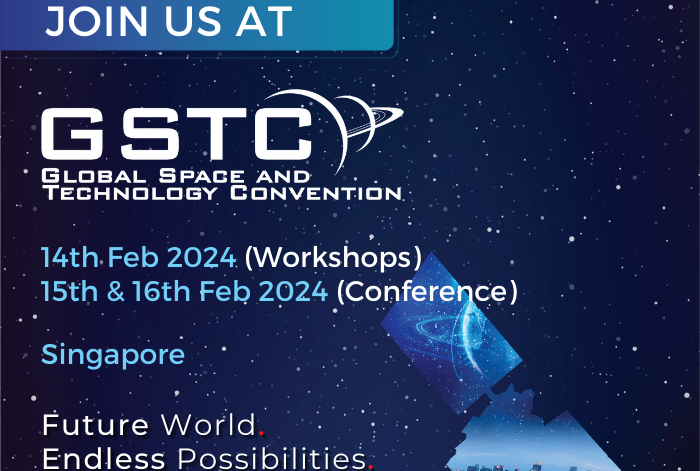 JOIN US AT
GSTC
GLOBAL SPACE AND
TECHNOLOGY CONVENTION
14th Feb 2024 (Workshops)
15th & 16th Feb 2024 (Conference)
Singapore
Future World.
Endless Possibilities.